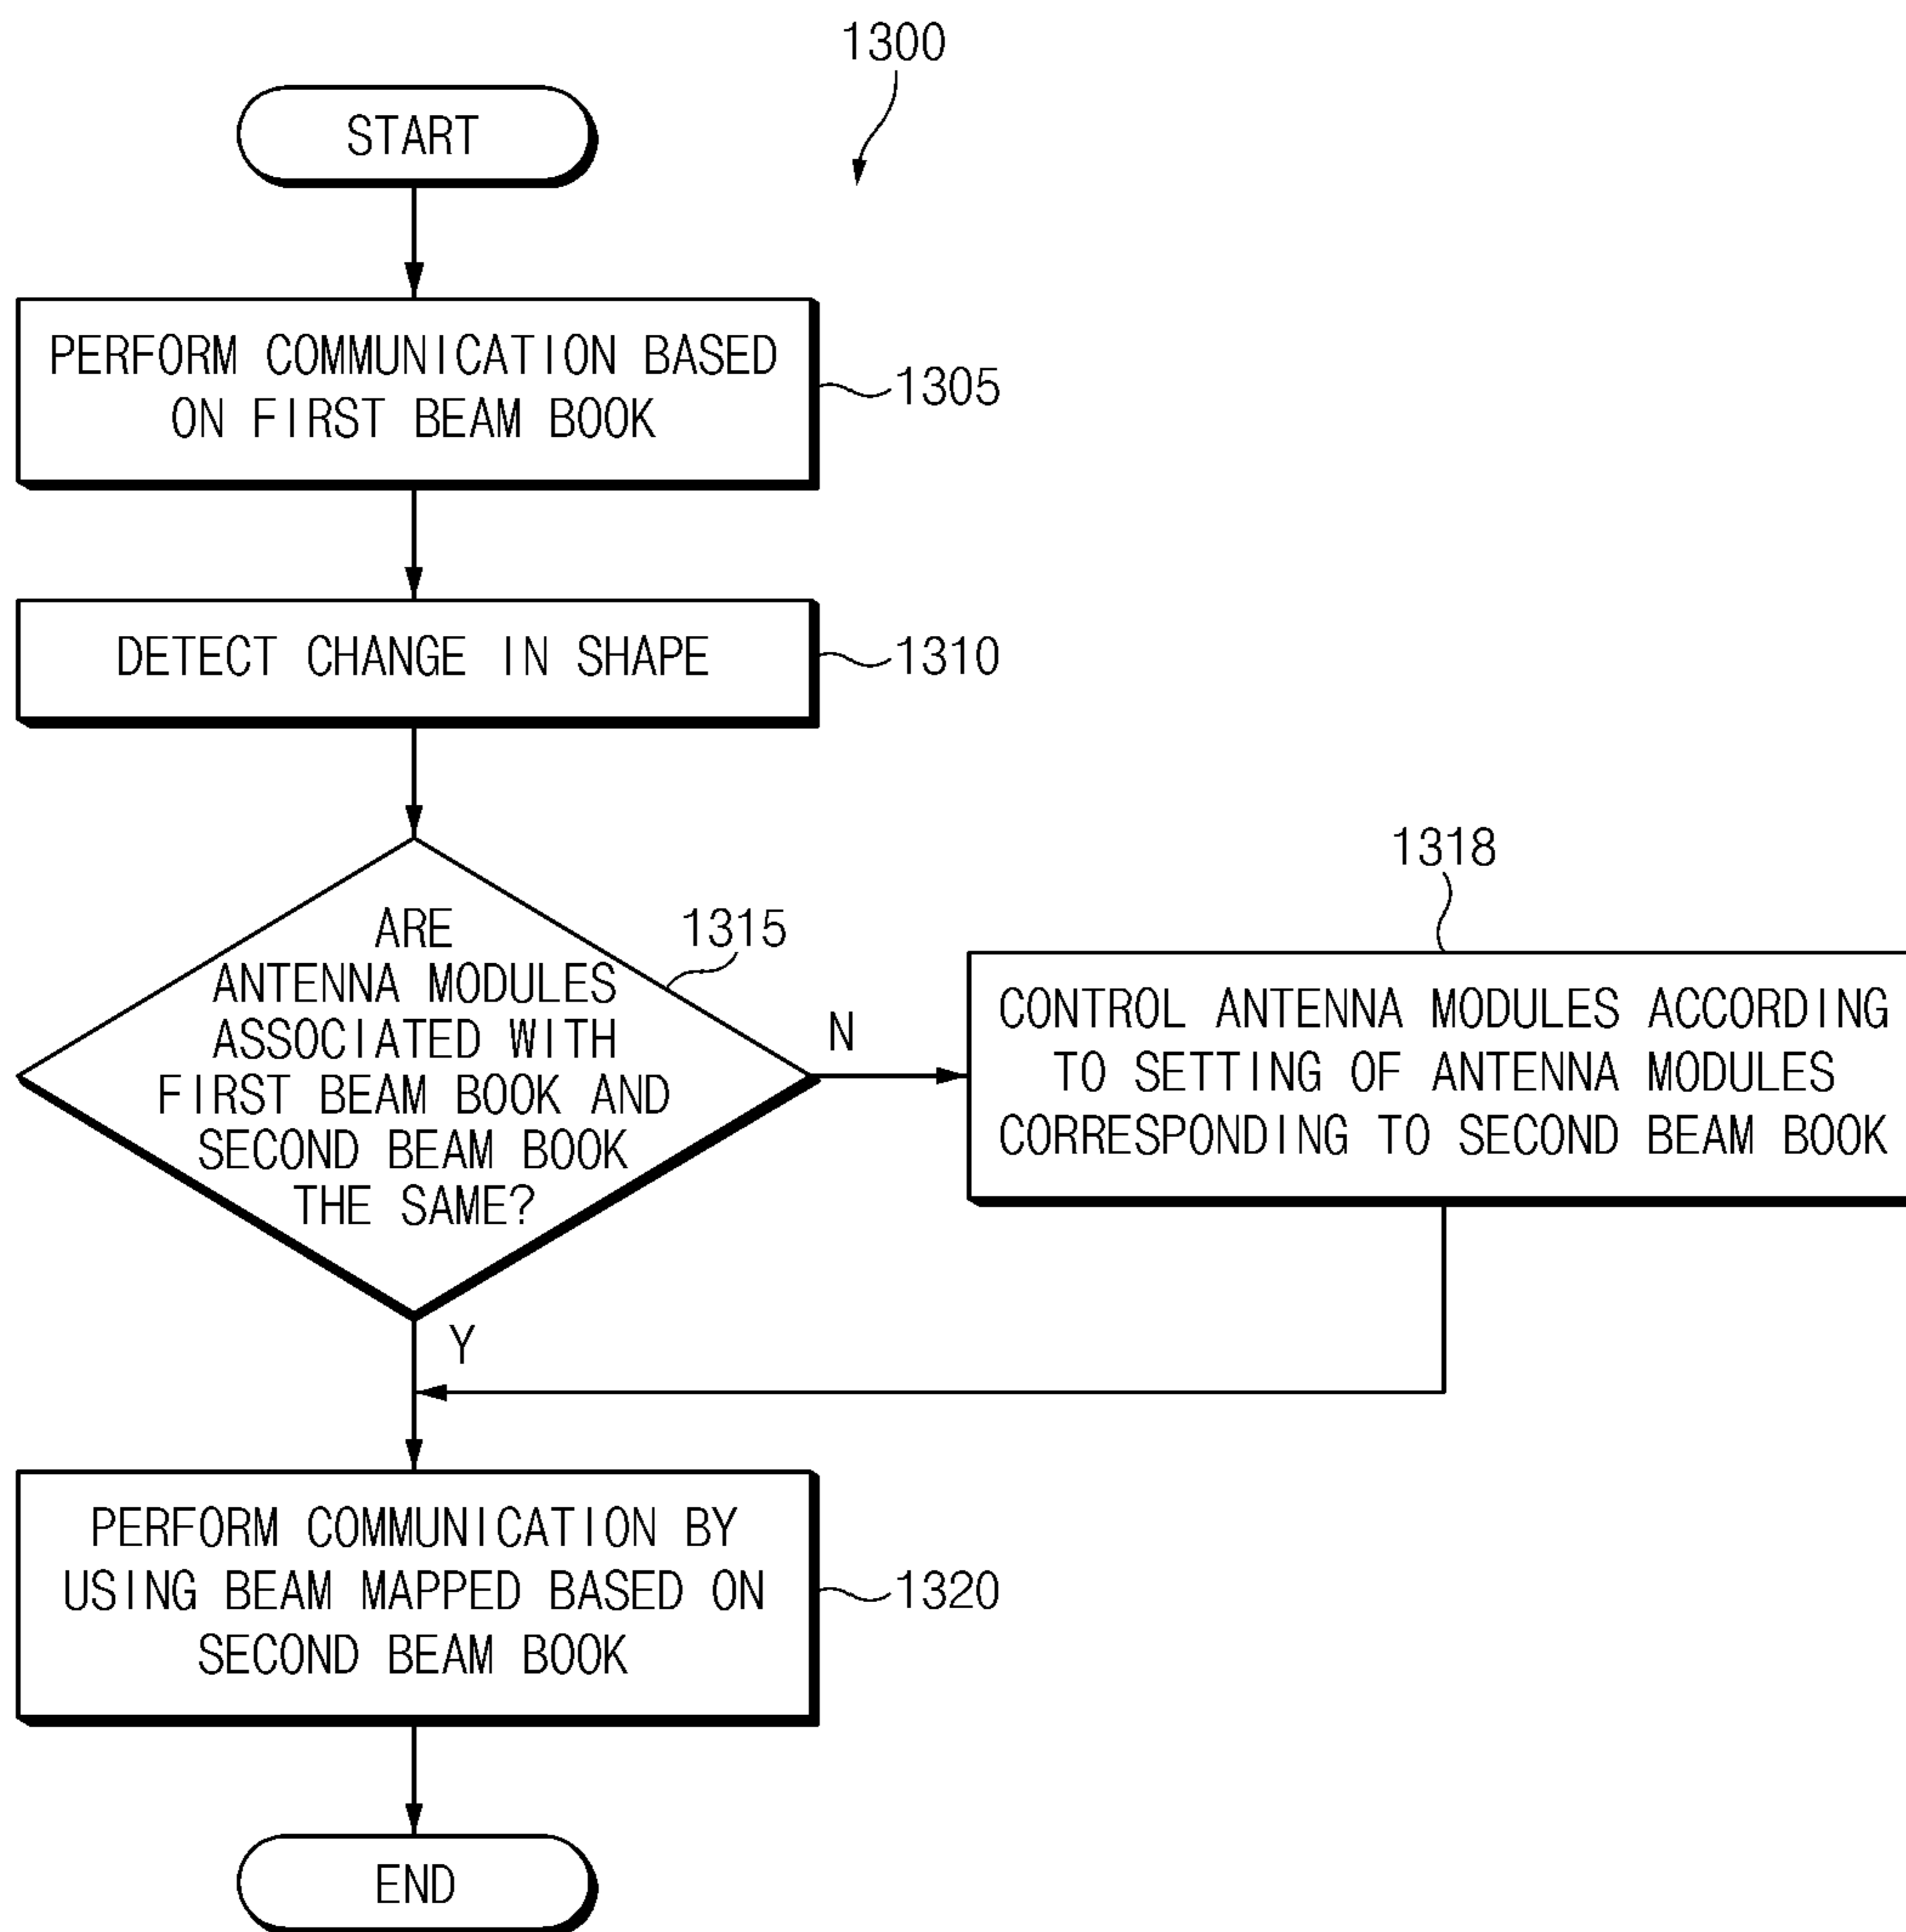 1300
START
PERFORM COMMUNICATION BASED
ON FIRST BEAM BOOK
1305
DETECT CHANGE IN SHAPE
1310
ARE
ANTENNA MODULES
ASSOCIATED WITH
FIRST BEAM BOOK AND
SECOND BEAM BOOK
THE SAME?
1315
N
1318
CONTROL ANTENNA MODULES ACCORDING
TO SETTING OF ANTENNA MODULES
CORRESPONDING TO SECOND BEAM BOOK
Y
PERFORM COMMUNICATION BY
USING BEAM MAPPED BASED ON
SECOND BEAM BOOK
1320
END